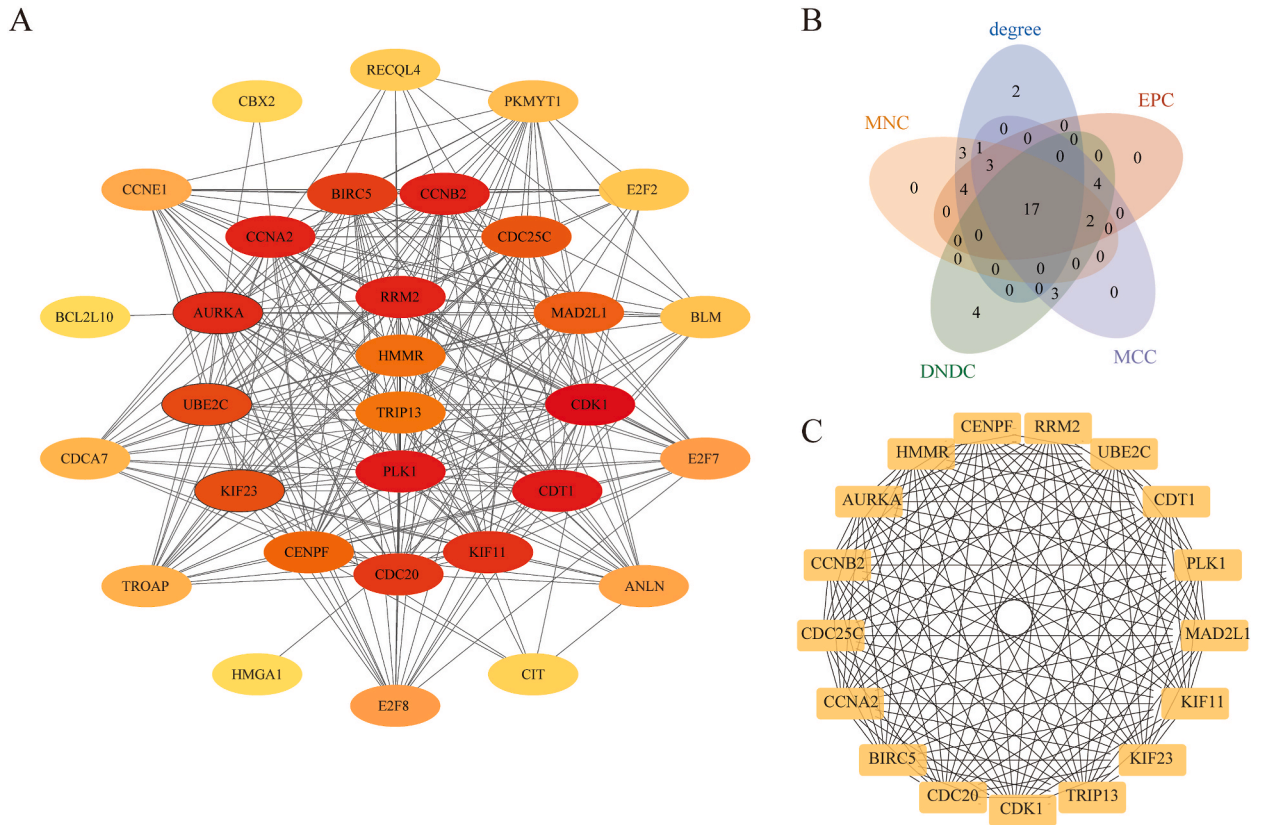 A
RECQL4
CBX2
PKMYT1
CCNE1
BIRC5
CCNB2
E2F2
CCNA2
CDC25C
RRM2
AURKA
MAD2L1
BCL2L10
BLM
HMMR
UBE2C
TRIP13
CDK1
CDCA7
PLK1
E2F7
KIF23
CDT1
CENPF
KIF11
CDC20
TROAP
ANLN
HMGA1
CIT
E2F8
B
degree
EPC
MNC
2
0
0
0
0
3
1
3
0
0
0
0
0
4
4
0
17
2
0
0
0
0
0
0
0
0
0
0
0
0
3
4
DNDC
MCC
C
CENPF
RRM2
HMMR
UBE2C
AURKA
CDT1
CCNB2
PLK1
CDC25C
MAD2L1
CCNA2
KIF11
BIRC5
KIF23
CDC20
TRIP13
CDK1